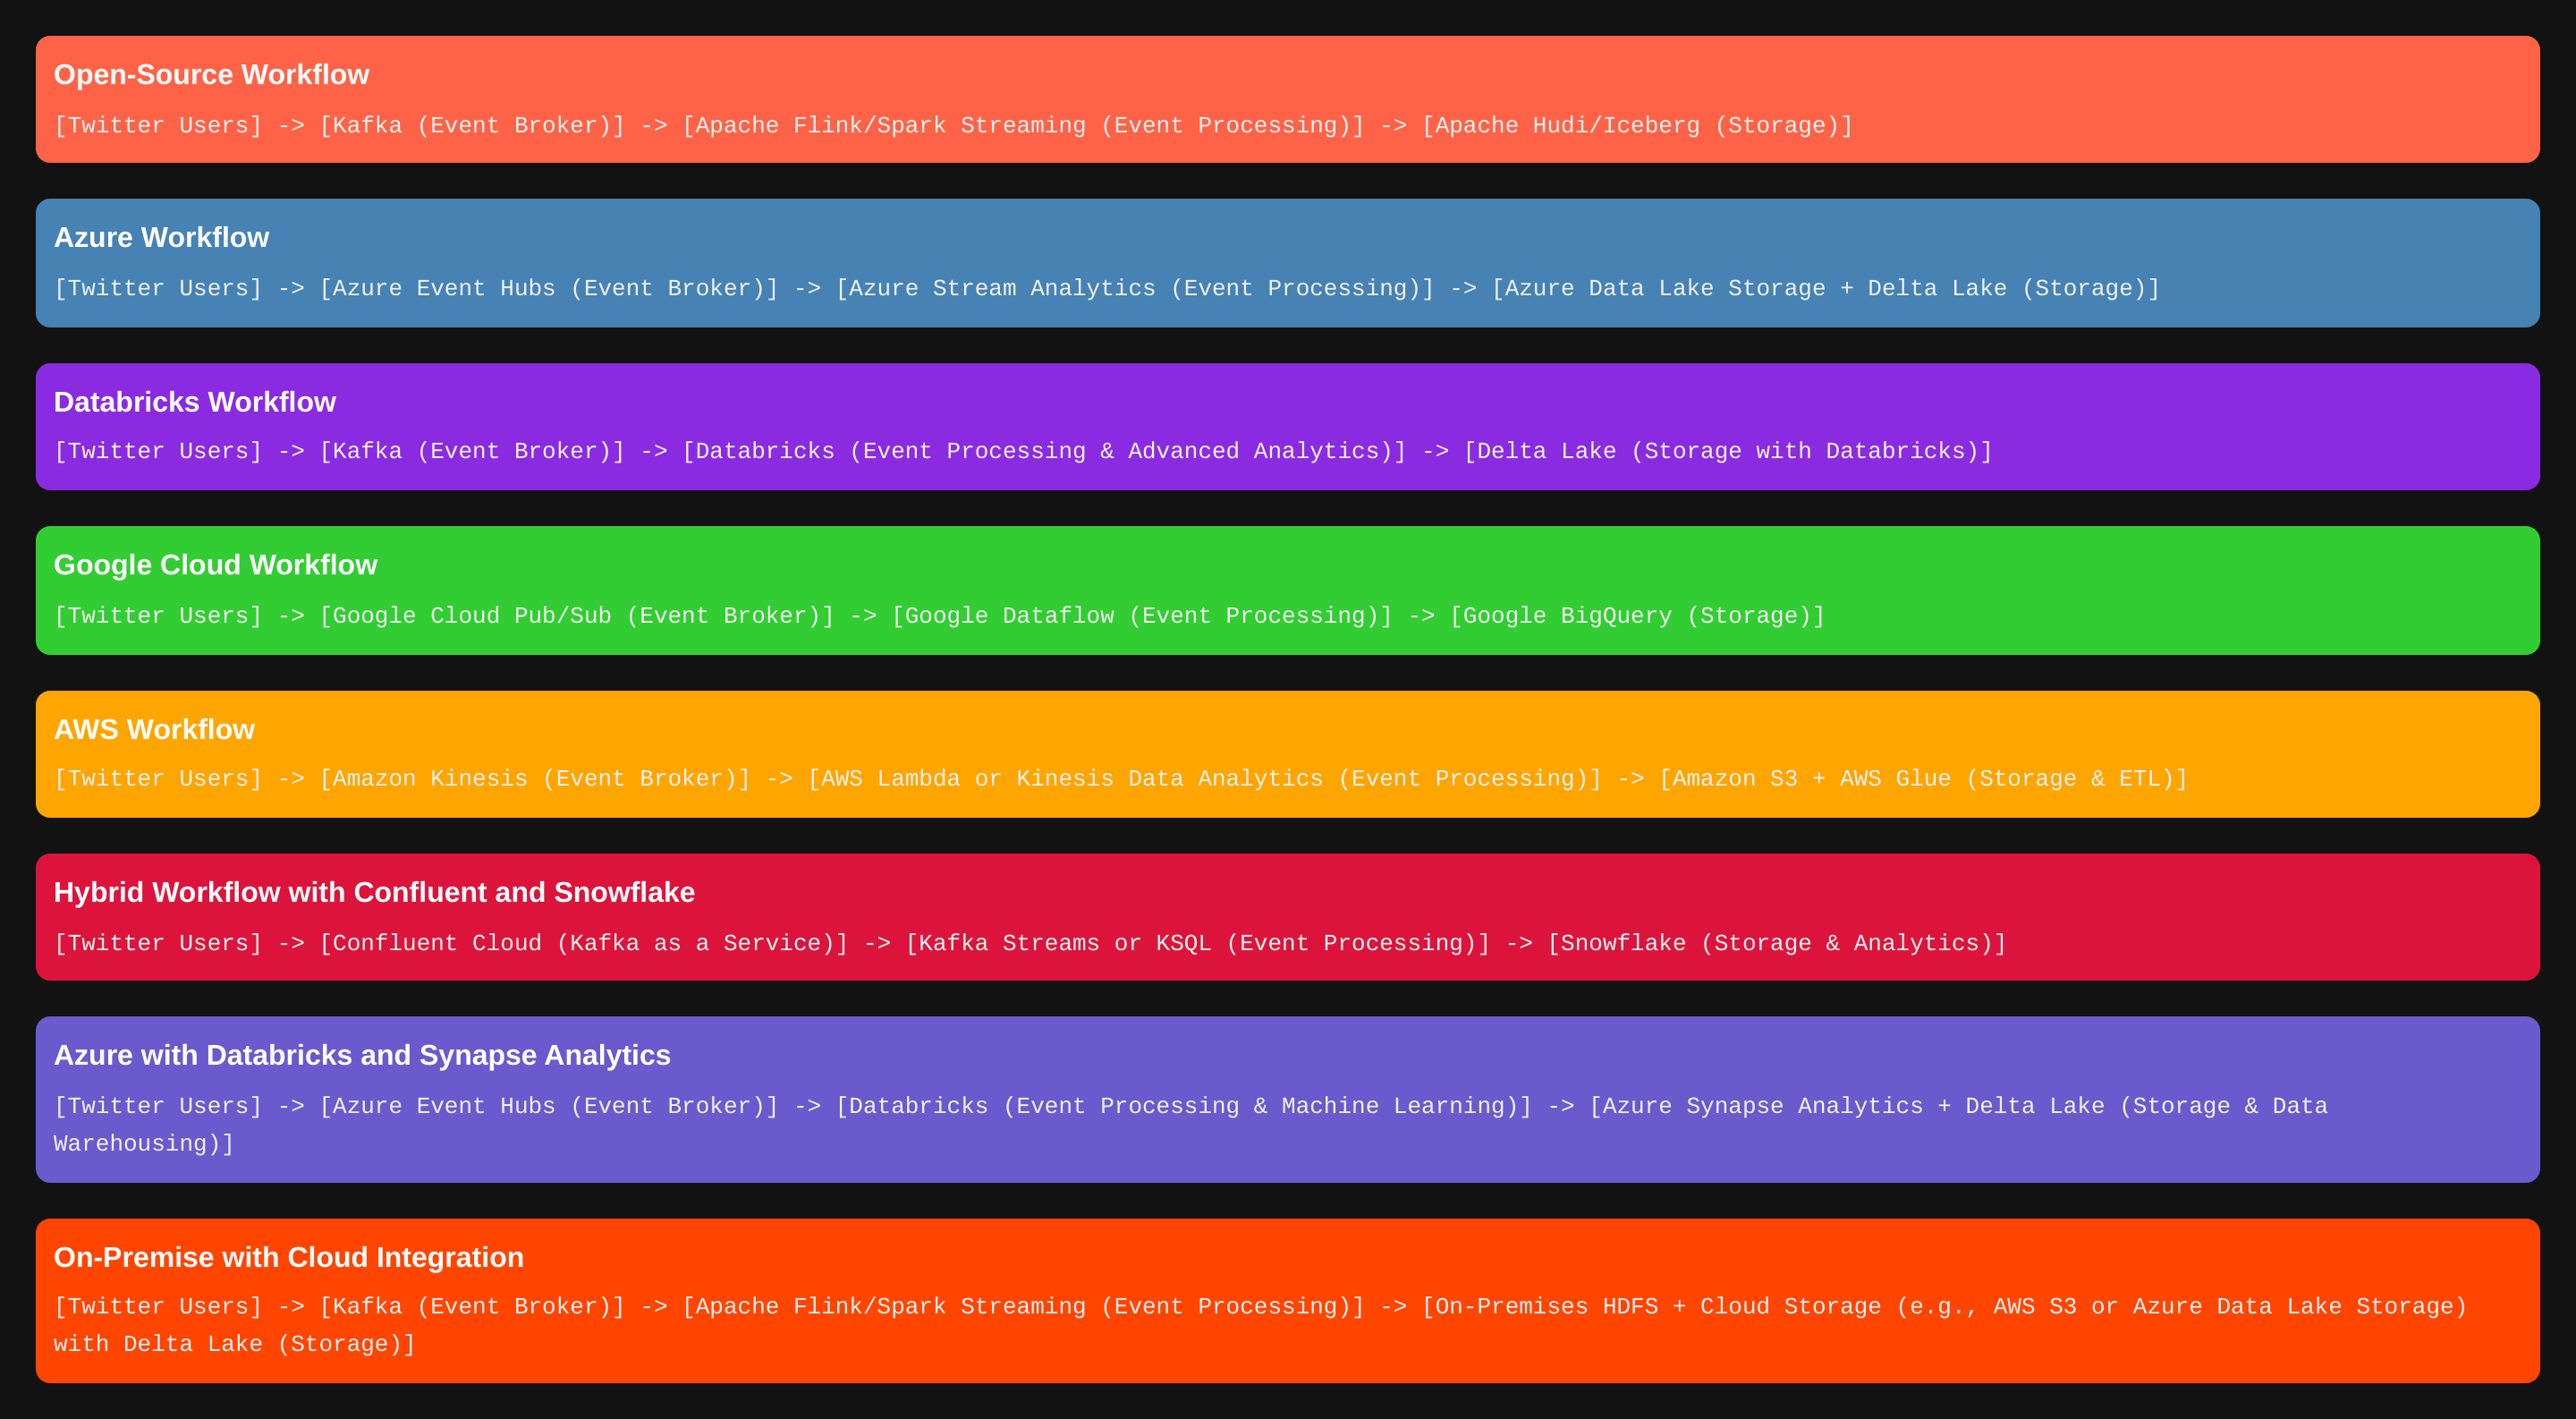 Open-Source Workflow
[Twitter Users] -> [Kafka (Event Broker)] -> [Apache Flink/Spark Streaming (Event Processing)] -> [Apache Hudi/Iceberg (Storage)]
Azure Workflow
[Twitter Users] -> [Azure Event Hubs (Event Broker)] -> [Azure Stream Analytics (Event Processing)] -> [Azure Data Lake Storage + Delta Lake (Storage)]
Databricks Workflow
[Twitter Users] -> [Kafka (Event Broker)] -> [Databricks (Event Processing & Advanced Analytics)] -> [Delta Lake (Storage with Databricks)]
Google Cloud Workflow
[Twitter Users] -> [Google Cloud Pub/Sub (Event Broker)] -> [Google Dataflow (Event Processing)] -> [Google BigQuery (Storage)]
AWS Workflow
[Twitter Users] -> [Amazon Kinesis (Event Broker)] -> [AWS Lambda or Kinesis Data Analytics (Event Processing)] -> [Amazon S3 + AWS Glue (Storage & ETL)]
Hybrid Workflow with Confluent and Snowflake
[Twitter Users] -> [Confluent Cloud (Kafka as a Service)] -> [Kafka Streams or KSQL (Event Processing)] -> [Snowflake (Storage & Analytics)]
Azure with Databricks and Synapse Analytics
[Twitter Users] -> [Azure Event Hubs (Event Broker)] -> [Databricks (Event Processing & Machine Learning)] -> [Azure Synapse Analytics + Delta Lake (Storage & Data
Warehousing)]
On-Premise with Cloud Integration
[Twitter Users] -> [Kafka (Event Broker)] -> [Apache Flink/Spark Streaming (Event Processing)] -> [On-Premises HDFS + Cloud Storage (e.g., AWS S3 or Azure Data Lake Storage)
with Delta Lake (Storage)]